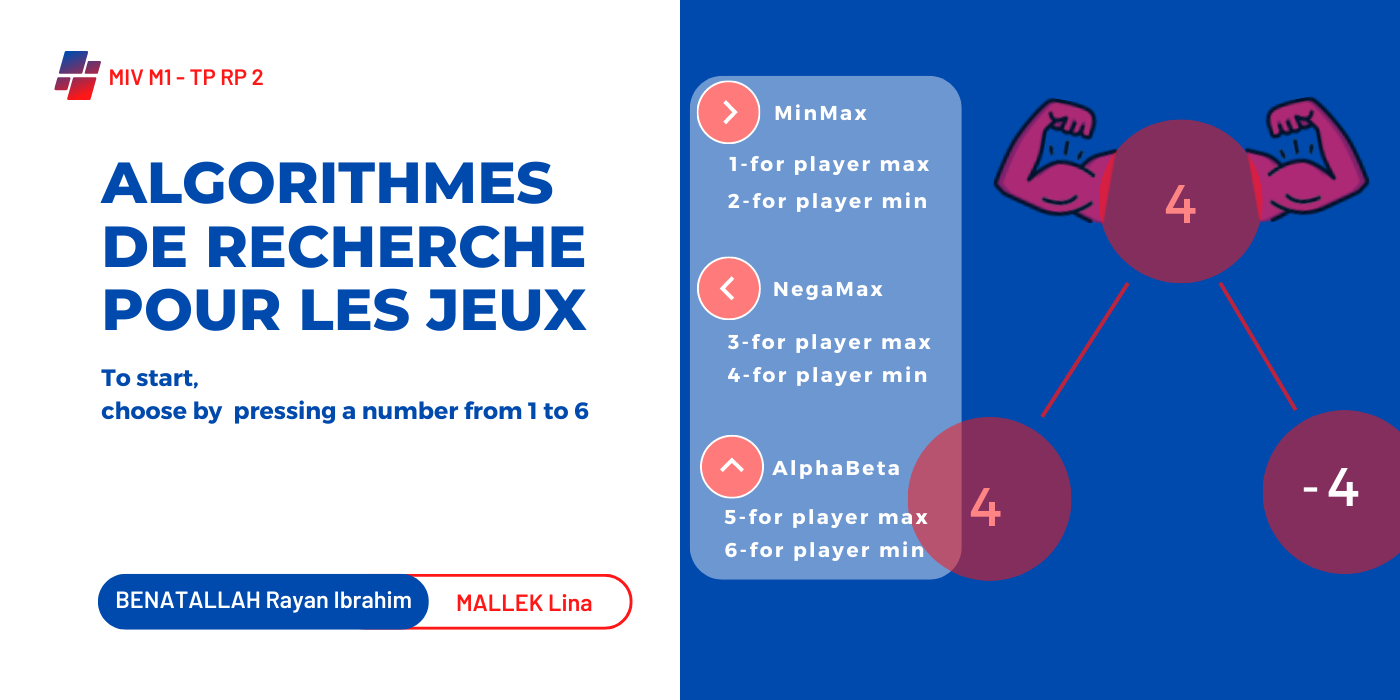 MIV M1 - TP RP 2
ALGORITHMES
DE RECHERCHE
POUR LES JEUX
To start,
choose by  pressing a number from 1 to 6
BENATALLAH Rayan Ibrahim
MALLEK Lina
MinMax
1-for player max
2-for player min
NegaMax
3-for player max
4-for player min
AlphaBeta
5-for player max
6-for player min
4
4
-4